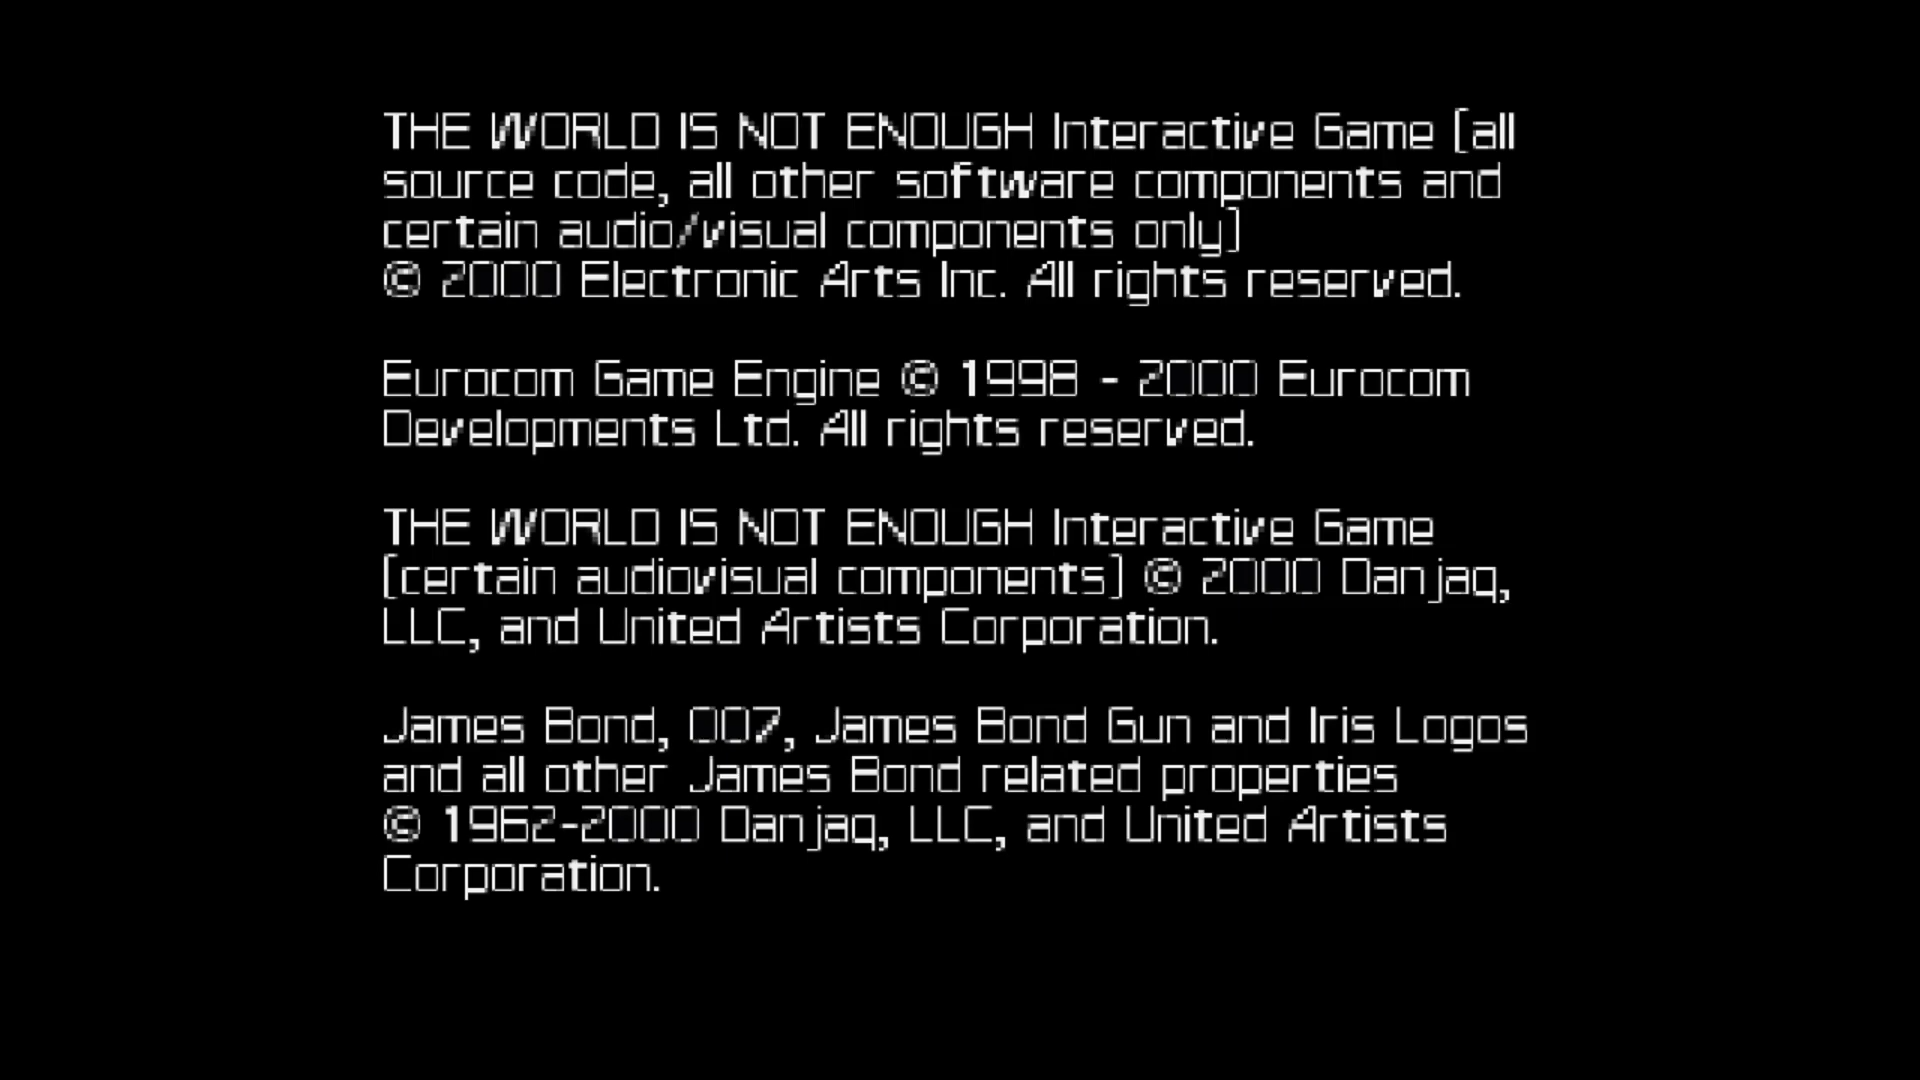 THE WORLD IS NOT ENOUGH Interactive Game [all
source code, all other software components and
certain audio/visual components only]
© 2000 Electronic Arts Inc. All rights reserved.
Eurocom Game Engine © 1998 - 2000 Eurocom
Developments Ltd. All rights reserved.
THE WORLD IS NOT ENOUGH Interactive Game
[certain audiovisual components] © 2000 Danjaq,
LLC, and United Artists Corporation.
James Bond, 007, James Bond Gun and Iris Logos
and all other James Bond related properties
© 1962-2000 Danjaq, LLC, and United Artists
Corporation.